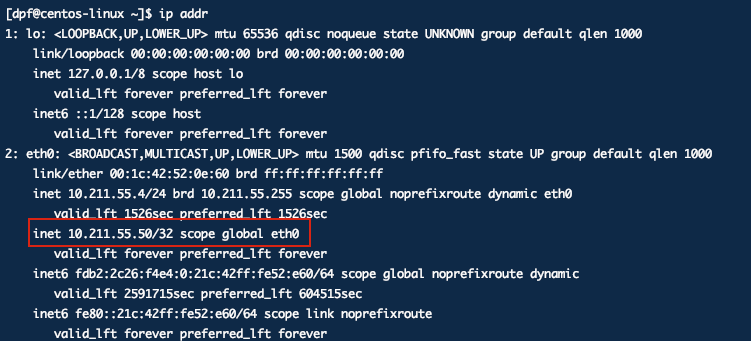 [dpf@centos-linux ~]$ ip addr
1: lo: <LOOPBACK,UP,LOWER_UP> mtu 65536 qdisc noqueue state UNKNOWN group default qlen 1000
link/loopback 00:00:00:00:00:00 brd 00:00:00:00:00:00
inet 127.0.0.1/8 scope host lo
valid_lft forever preferred_lft forever
inet6 ::1/128 scope host
valid_lft forever preferred_lft forever
2: eth0: <BROADCAST,MULTICAST,UP,LOWER_UP> mtu 1500 qdisc pfifo_fast state UP group default qlen 1000
link/ether 00:1c:42:52:0e:60 brd ff:ff:ff:ff:ff:ff
inet 10.211.55.4/24 brd 10.211.55.255 scope global noprefixroute dynamic eth0
valid_lft 1526sec preferred_lft 1526sec
inet 10.211.55.50/32 scope global eth0
valid_lft forever preferred_lft forever
inet6 fdb2:2c26:f4e4:0:21c:42ff:fe52:e60/64 scope global noprefixroute dynamic
valid_lft 2591715sec preferred_lft 604515sec
inet6 fe80::21c:42ff:fe52:e60/64 scope link noprefixroute
valid_lft forever preferred_lft forever